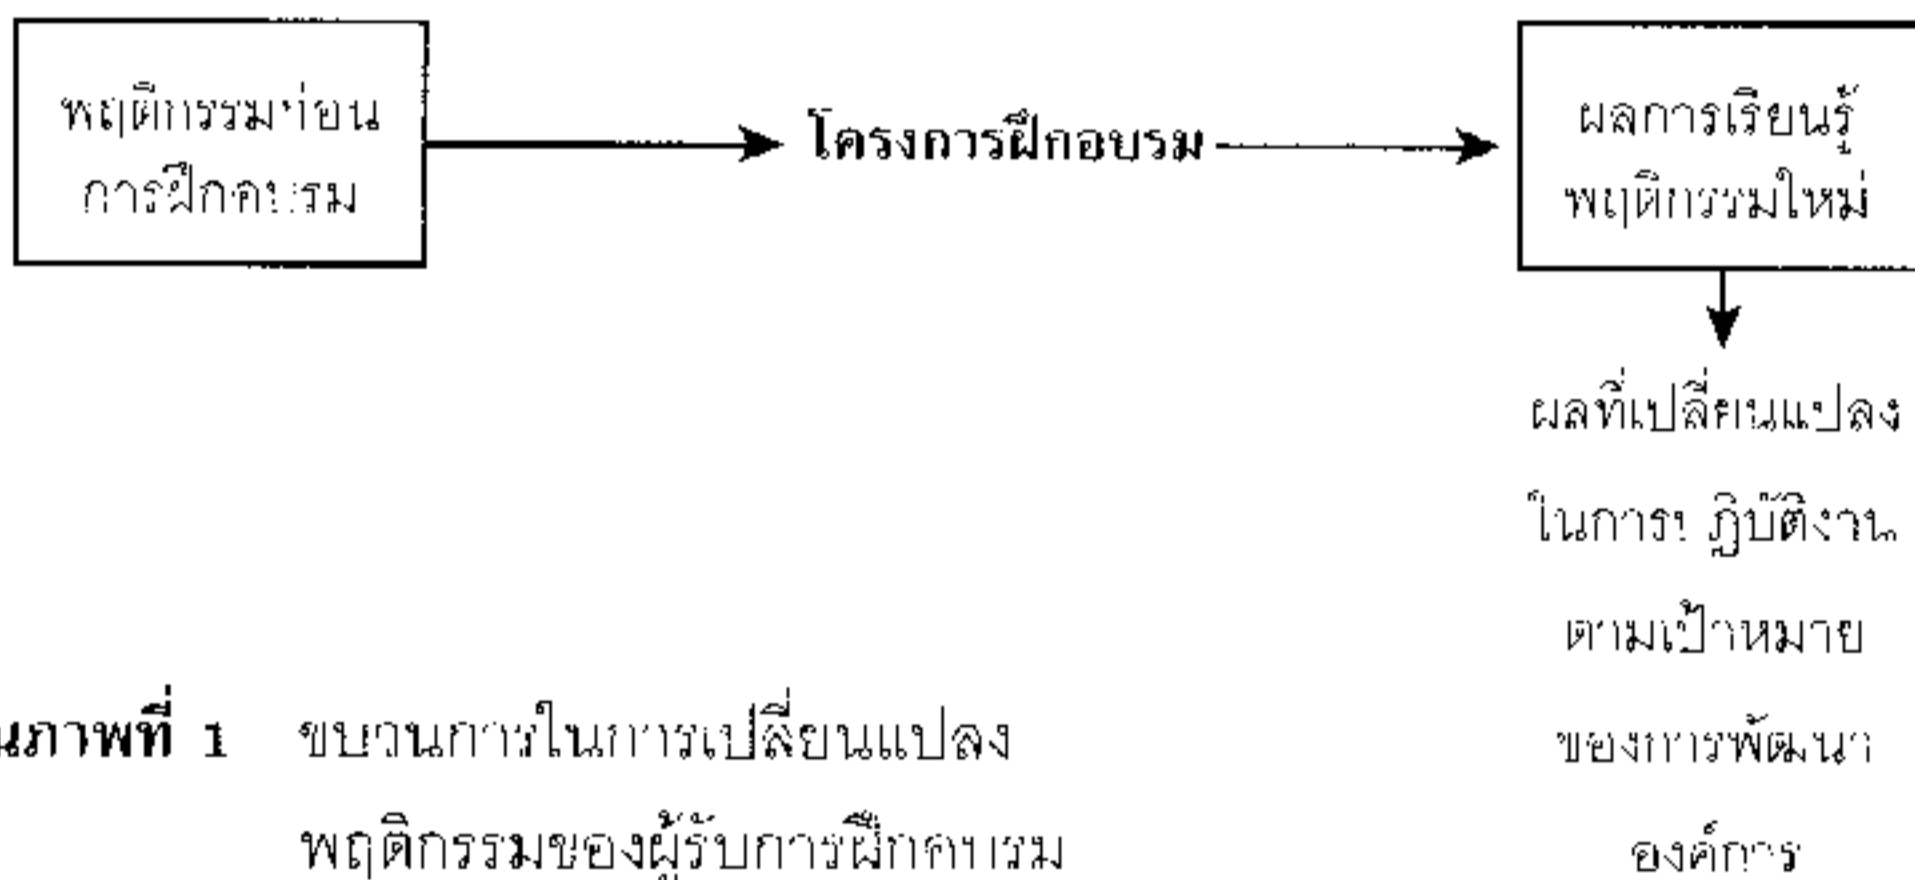 พฤติกรรมก่อน
การฝึกอบรม
โครงการฝึกอบรม
ผลการเรียนรู้
พฤติกรรมใหม่
ผลที่เปลี่ยนแปลง
ในการปฏิบัติงาน
ตามเป้าหมาย
ของการพัฒนา
องค์การ
นภาพที่ 1 ขบวนการในการเปลี่ยนแปลง
พฤติกรรมของผู้รับการฝึกอบรม